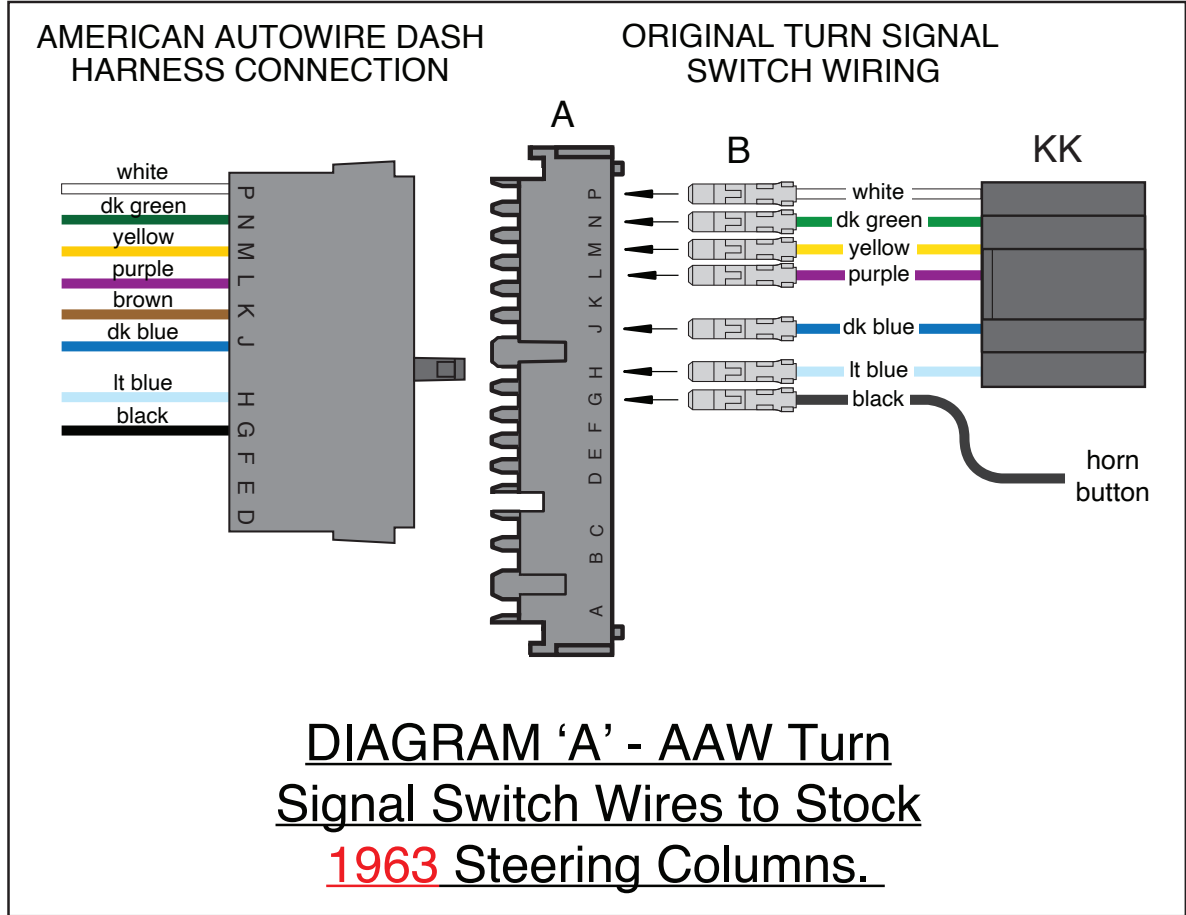 AMERICAN AUTOWIRE DASH
HARNESS CONNECTION
ORIGINAL TURN SIGNAL
SWITCH WIRING
A
B
KK
white
dk green
yellow
purple
brown
dk blue
lt blue
black
P
N
M
L
K
J
H
G
F
E
D
P
N
M
L
K
J
H
G
F
E
D
C
B
A
white
dk green
yellow
purple
dk blue
lt blue
black
horn
button
DIAGRAM ‘A’ - AAW Turn
Signal Switch Wires to Stock
1963 Steering Columns.